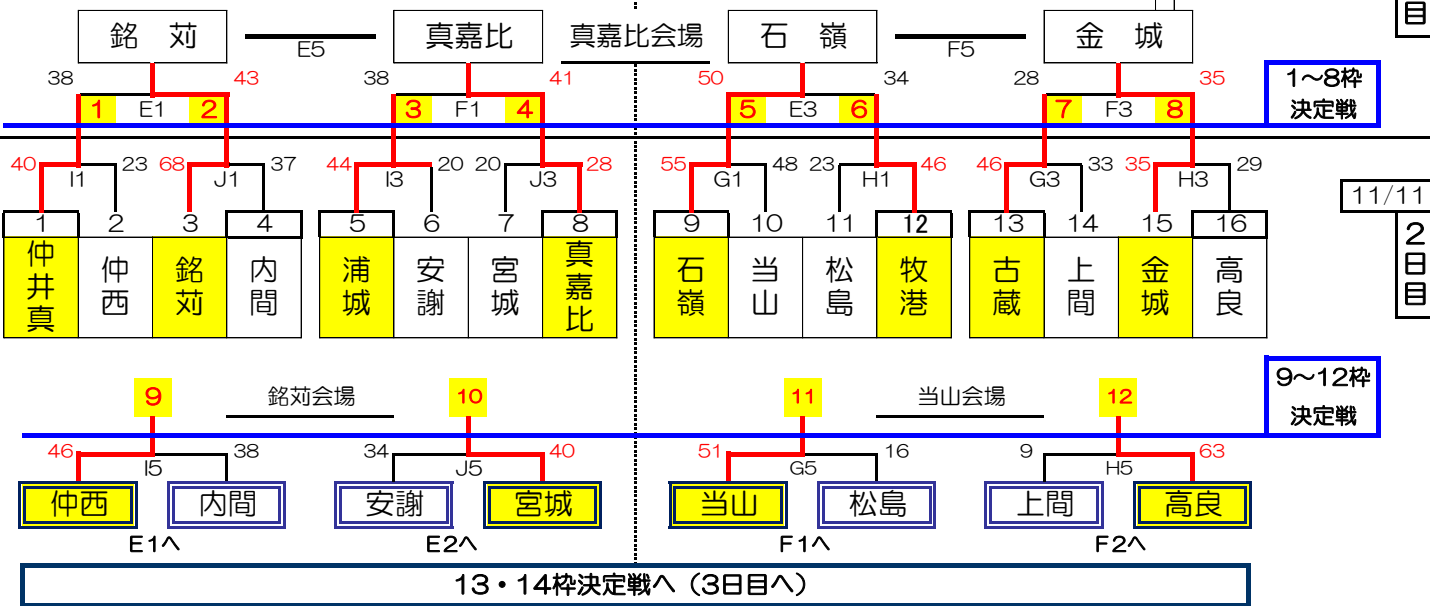 目
銘 苅 E5 真嘉比 真嘉比会場 石 嶺 F5 金 城
38 43 38 41 50 34 28 35
1 E1 2 3 F1 4 5 E3 6 7 F3 8
1~8枠
決定戦
40 23 68 37 44 20 20 28 55 48 23 46 46 33 35 29
I1 J1 I3 J3 G1 H1 G3 H3
11/11
2日目
1 2 3 4 5 6 7 8 9 10 11 12 13 14 15 16
仲井真 仲西 銘苅 内間 浦城 安謝 宮城 真嘉比 石嶺 当山 松島 牧港 古蔵 上間 金城 高良
9~12枠
決定戦
9 銘苅会場 10 11 当山会場 12
46 38 34 40 51 16 9 63
I5 J5 G5 H5
仲西 内間 安謝 宮城 当山 松島 上間 高良
E1へ E2へ F1へ F2へ
13・14枠決定戦へ（3日目へ）